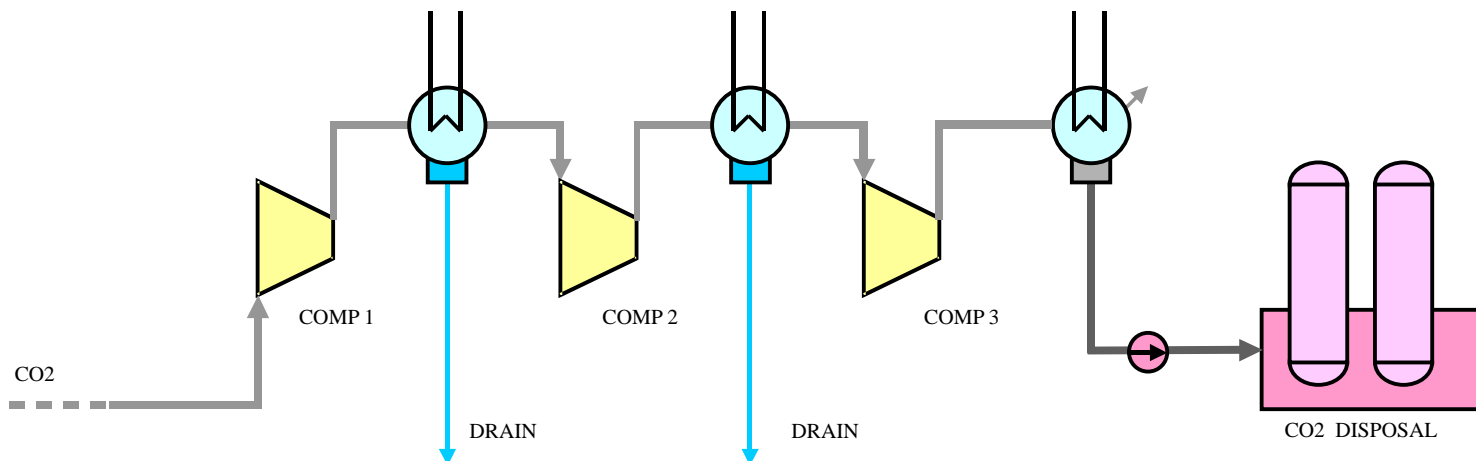 COMP 1
COMP 2
COMP 3
CO2
DRAIN
DRAIN
CO2 DISPOSAL